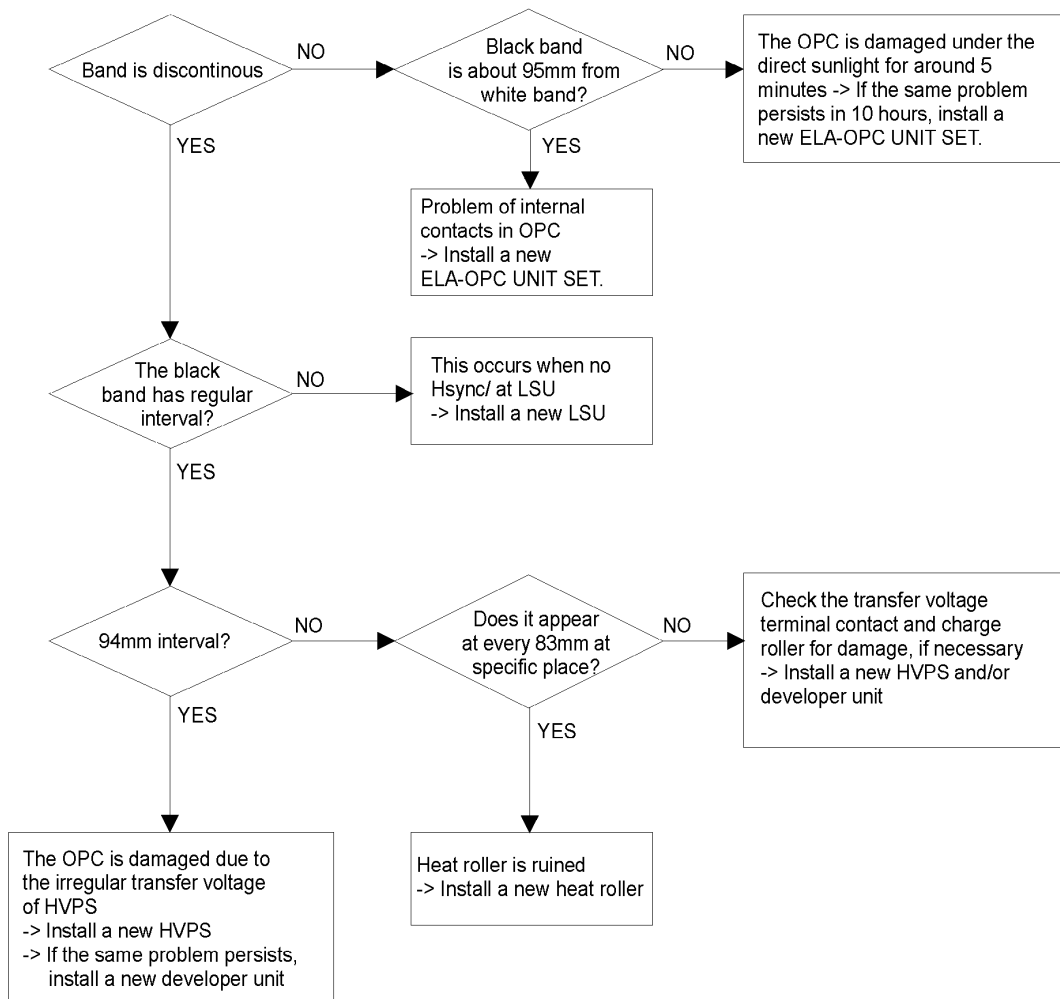 Band is discontinous
NO
Black band
is about 95mm from
white band?
NO
The OPC is damaged under the
direct sunlight for around 5
minutes -> If the same problem
persists in 10 hours, install a
new ELA-OPC UNIT SET.
YES
YES
Problem of internal
contacts in OPC
-> Install a new
ELA-OPC UNIT SET.
The black
band has regular
interval?
NO
This occurs when no
Hsync/ at LSU
-> Install a new LSU
YES
94mm interval?
NO
Does it appear
at every 83mm at
specific place?
NO
Check the transfer voltage
terminal contact and charge
roller for damage, if necessary
-> Install a new HVPS and/or
developer unit
YES
YES
The OPC is damaged due to
the irregular transfer voltage
of HVPS
-> Install a new HVPS
-> If the same problem persists,
install a new developer unit
Heat roller is ruined
-> Install a new heat roller